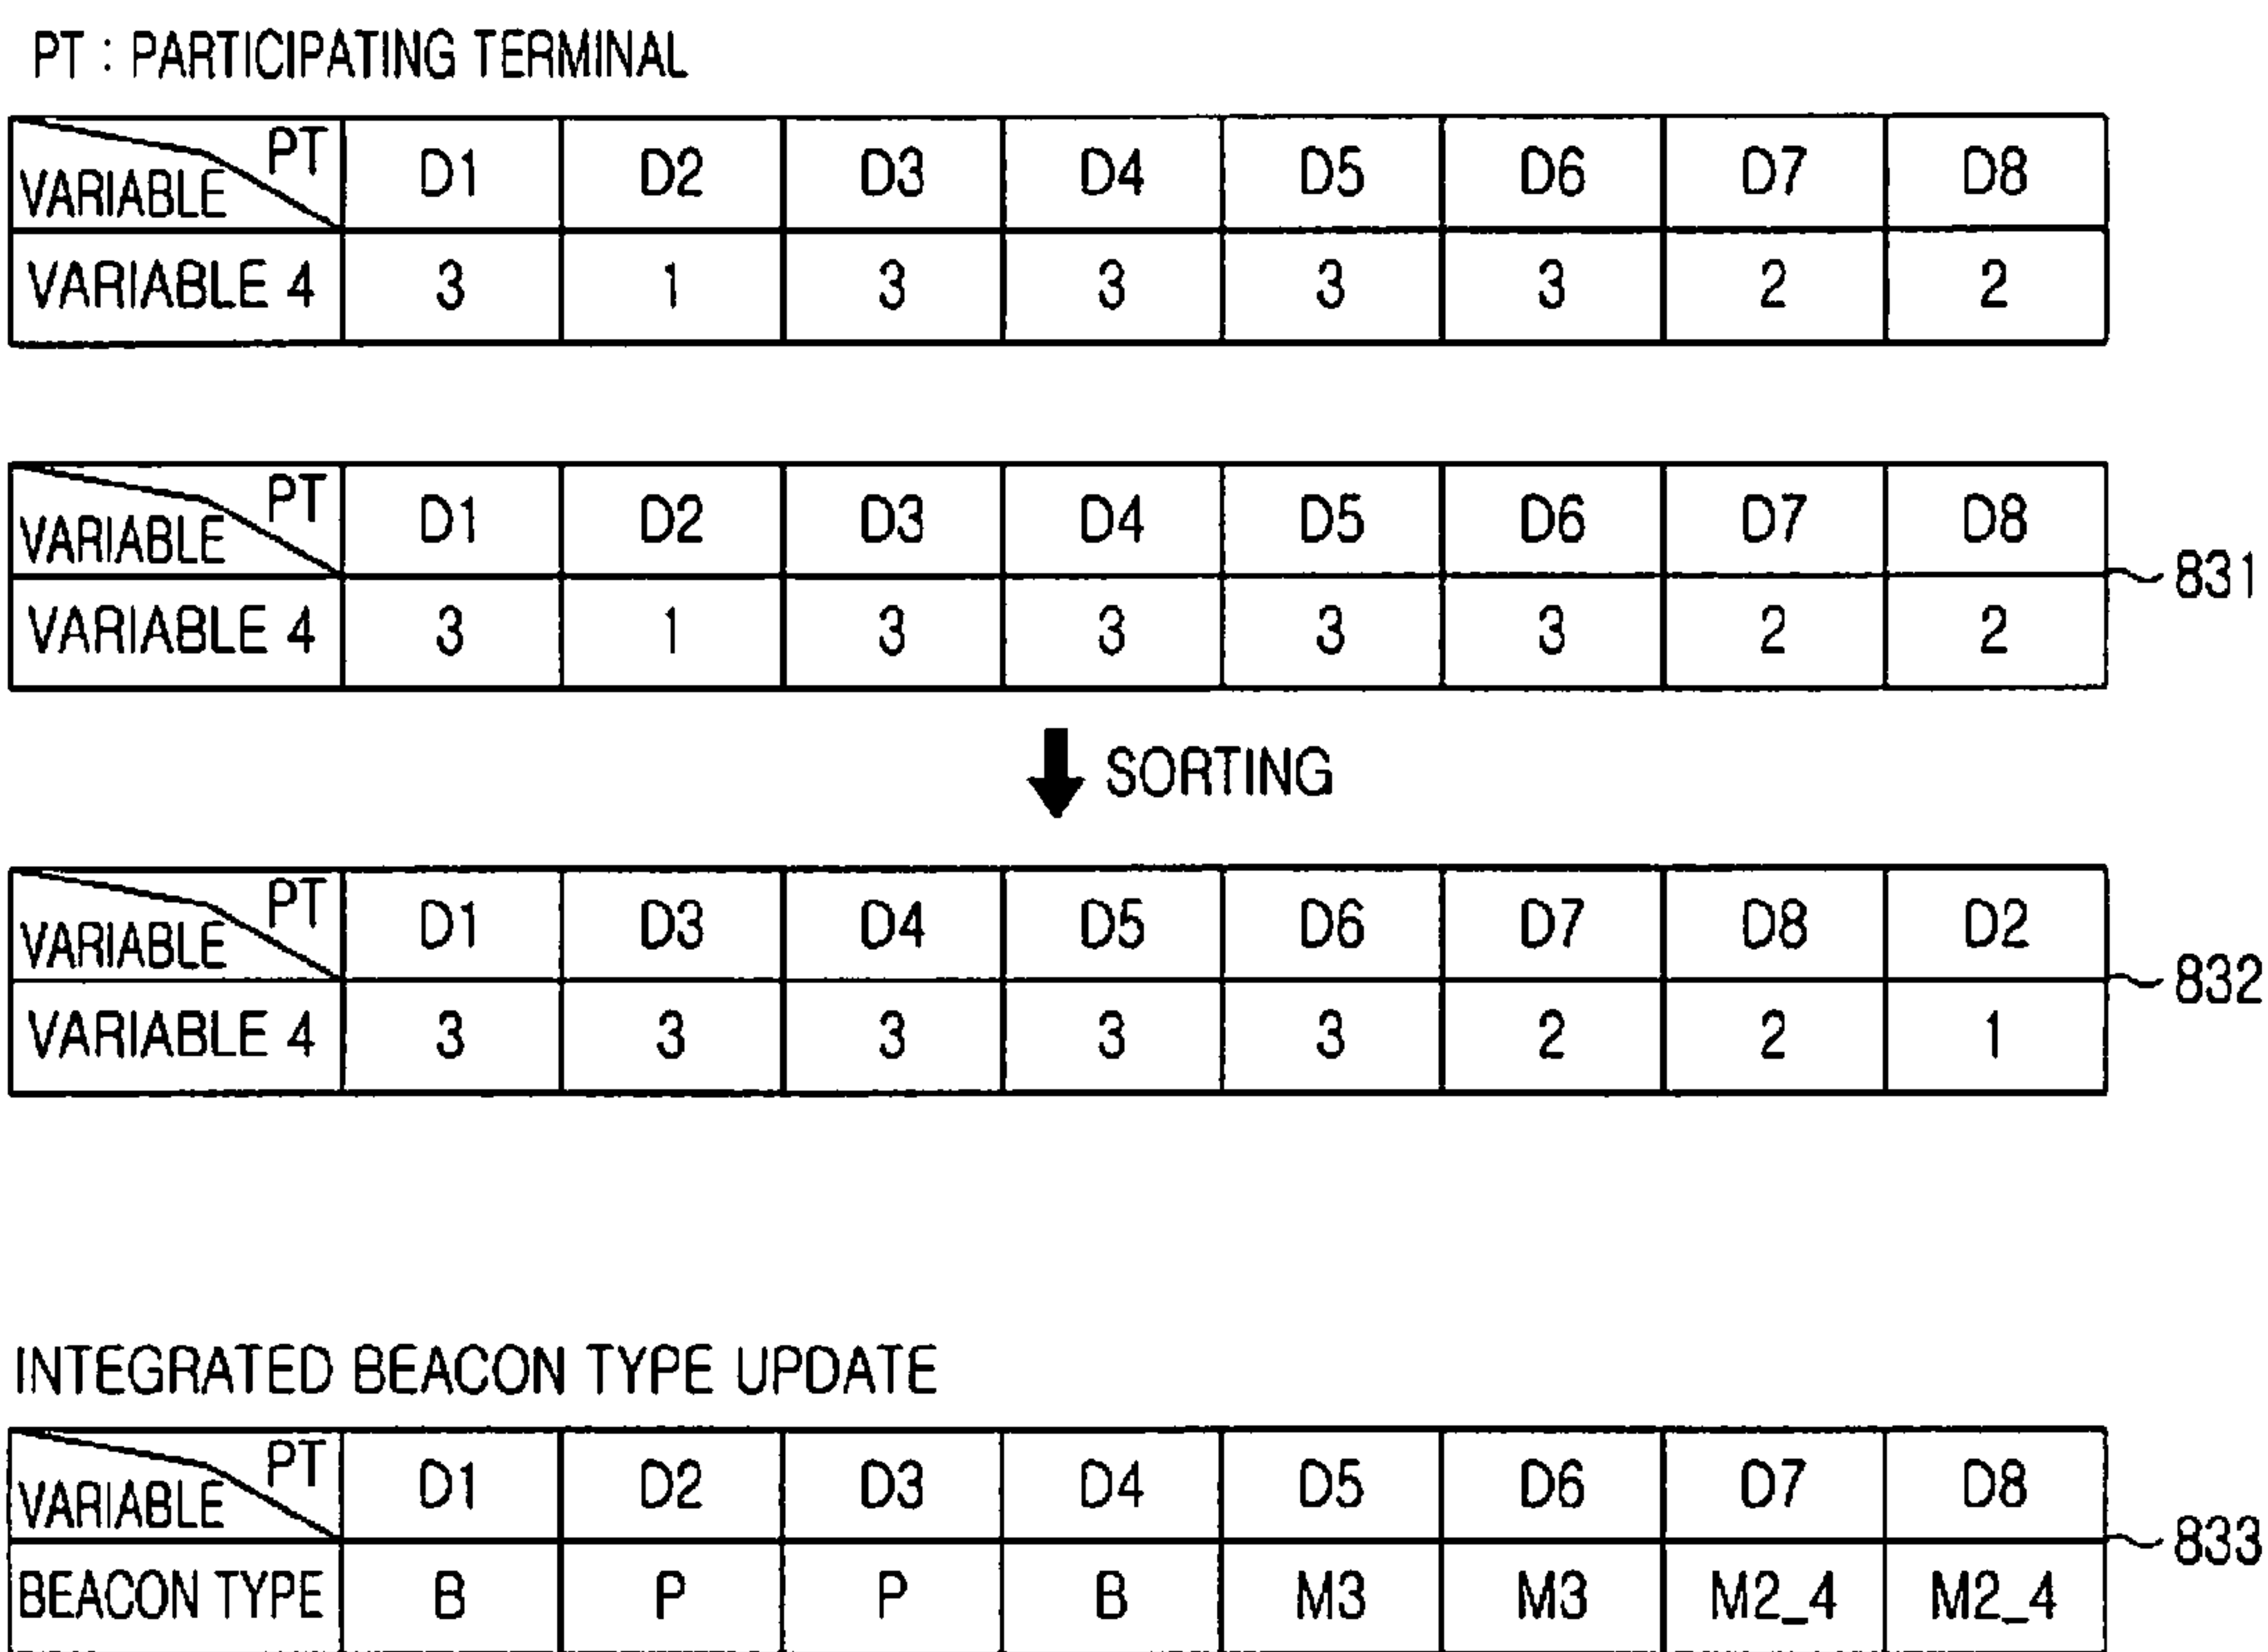 PT : PARTICIPATING TERMINAL
VARIABLE PT D1 D2 D3 D4 D5 D6 D7 D8
VARIABLE 4 3 1 3 3 3 3 2 2
VARIABLE PT D1 D2 D3 D4 D5 D6 D7 D8
831
VARIABLE 4 3 1 3 3 3 3 2 2
SORTING
VARIABLE PT D1 D3 D4 D5 D6 D7 D8 D2
832
VARIABLE 4 3 3 3 3 3 2 2 1
INTEGRATED BEACON TYPE UPDATE
VARIABLE PT D1 D2 D3 D4 D5 D6 D7 D8
833
BEACON TYPE B P P B M3 M3 M2_4 M2_4